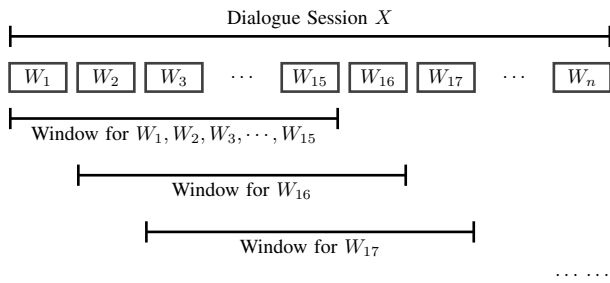 Dialogue Session X
W₁ W₂ W₃ ⋯ W₁₅ W₁₆ W₁₇ ⋯ Wₙ
Window for W₁, W₂, W₃, ⋯, W₁₅
Window for W₁₆
Window for W₁₇
⋯ ⋯